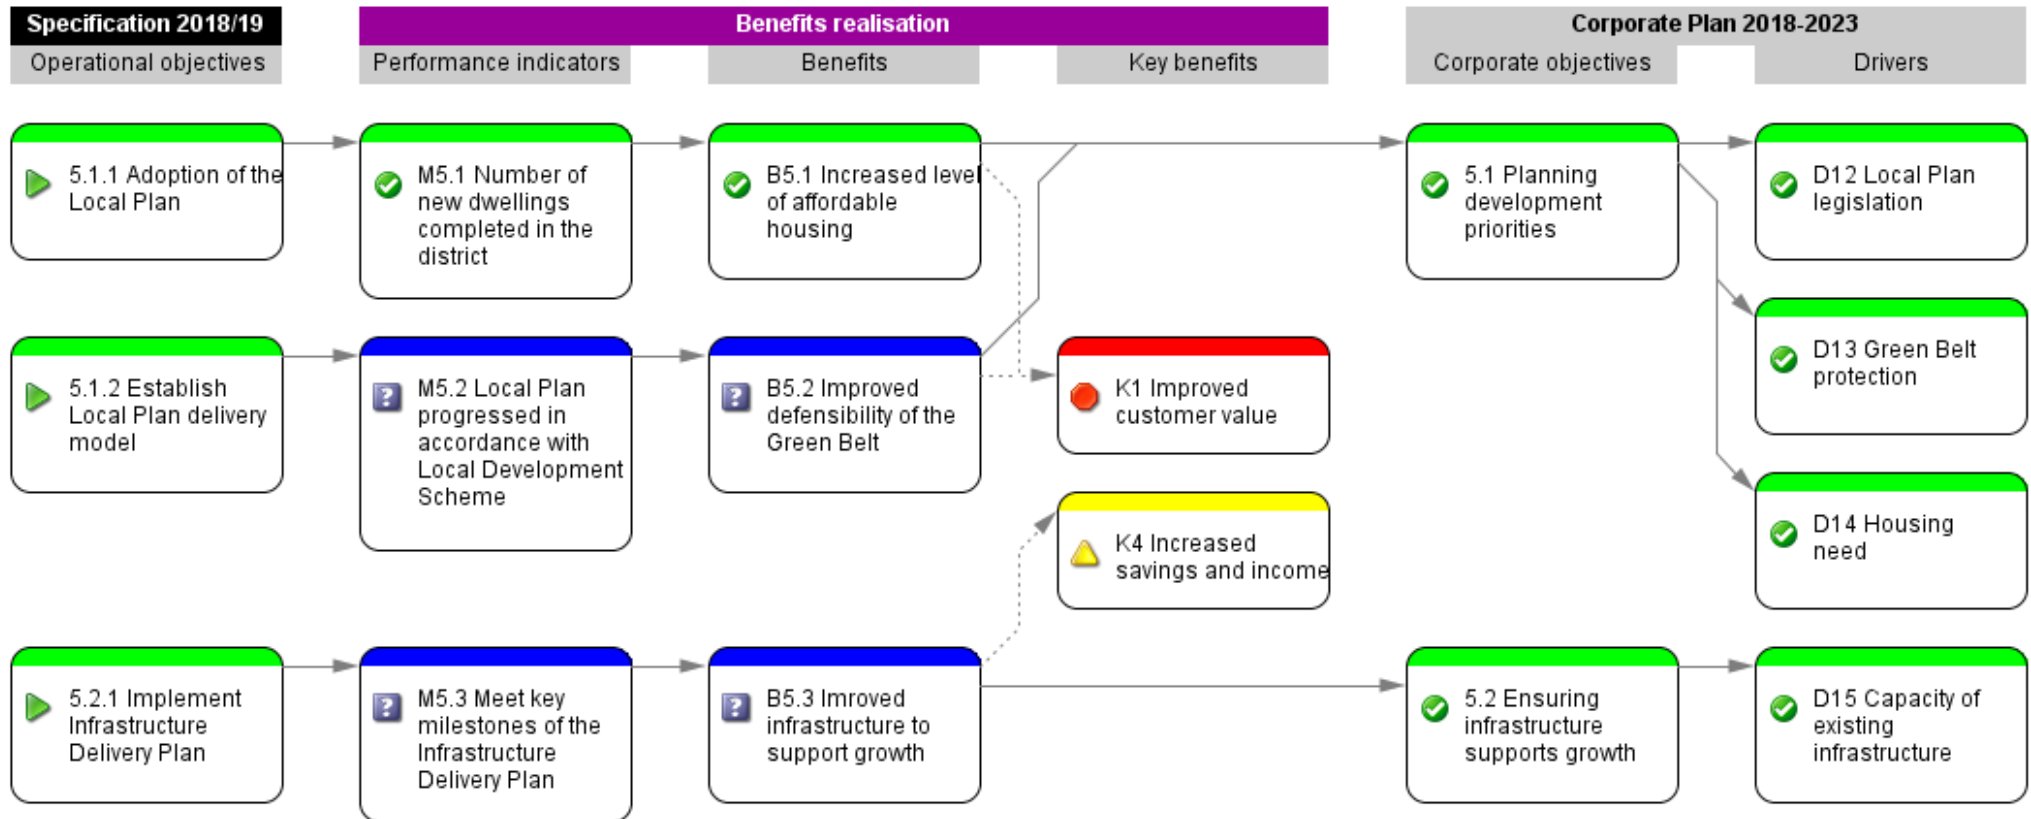 Specification 2018/19
Benefits realisation
Corporate Plan 2018-2023
Operational objectives
Performance indicators
Benefits
Key benefits
Corporate objectives
Drivers
5.1.1 Adoption of the
Local Plan
M5.1 Number of
new dwellings
completed in the
district
B5.1 Increased level
of affordable
housing
5.1 Planning
development
priorities
D12 Local Plan
legislation
D13 Green Belt
protection
5.1.2 Establish
Local Plan delivery
model
M5.2 Local Plan
progressed in
accordance with
Local Development
Scheme
B5.2 Improved
defensibility of the
Green Belt
K1 Improved
customer value
K4 Increased
savings and income
D14 Housing
need
5.2.1 Implement
Infrastructure
Delivery Plan
M5.3 Meet key
milestones of the
Infrastructure
Delivery Plan
B5.3 Imroved
infrastructure to
support growth
5.2 Ensuring
infrastructure
supports growth
D15 Capacity of
existing
infrastructure